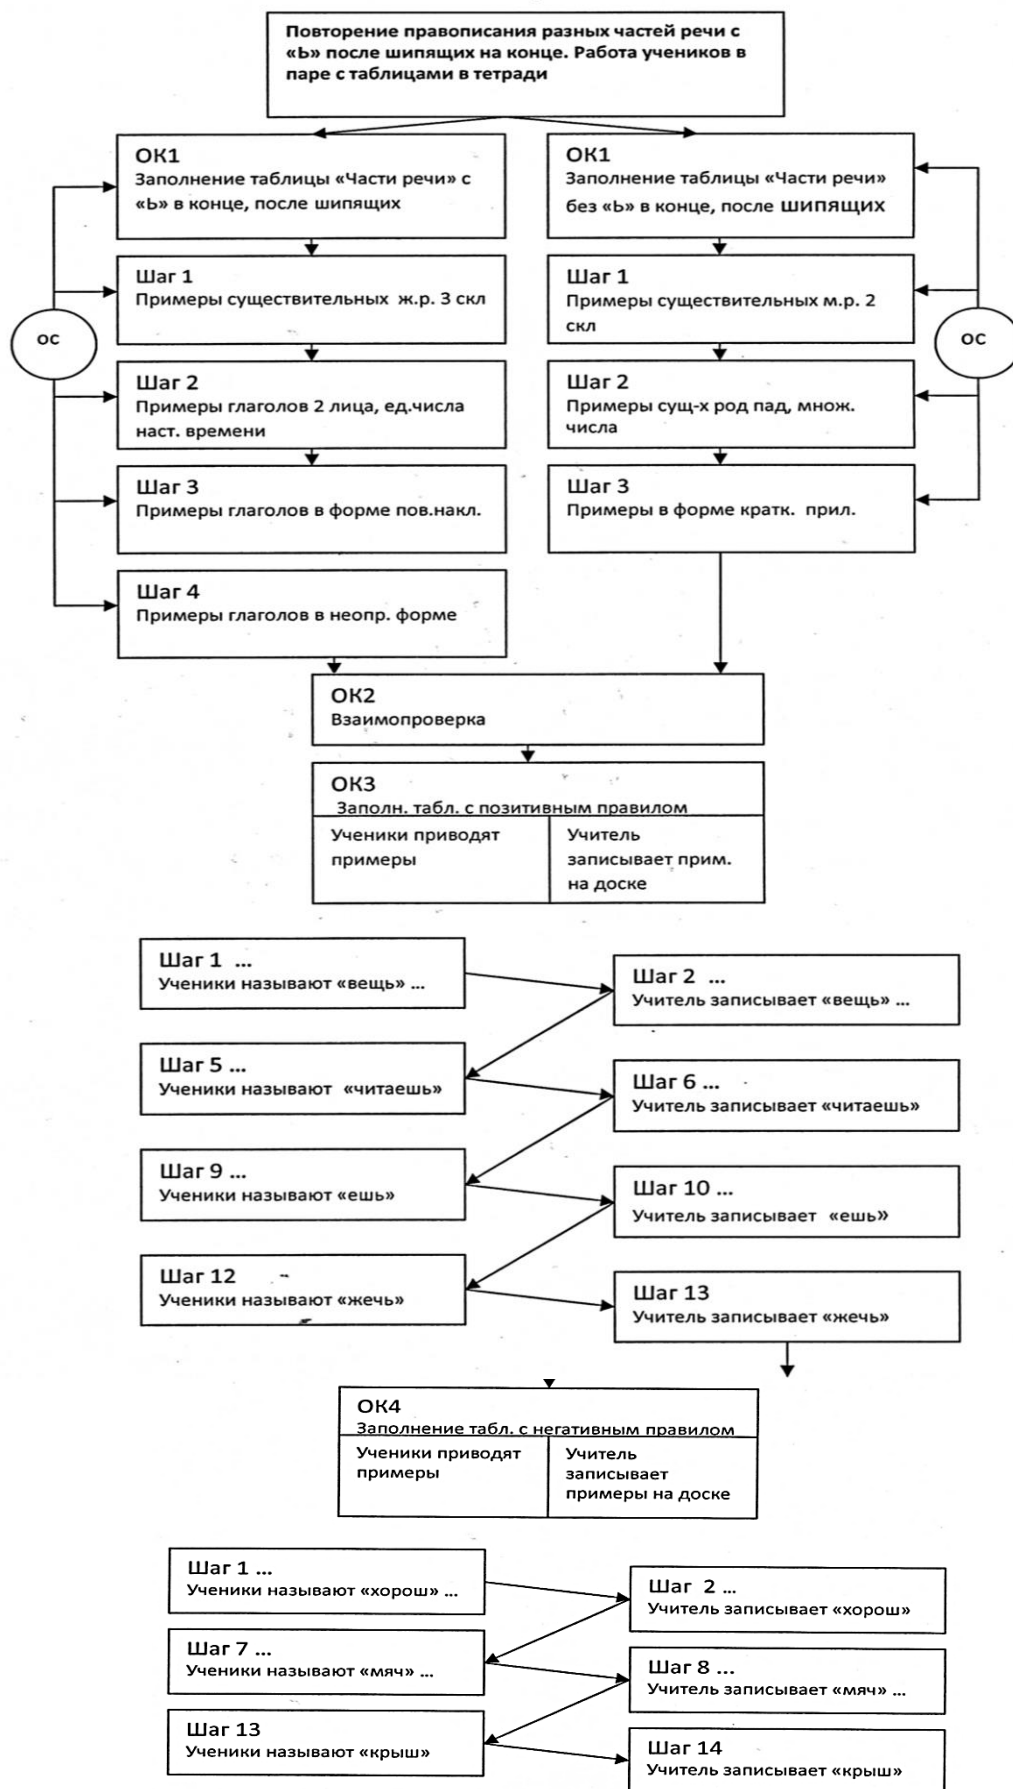 Повторение правописания разных частей речи с
«Ь» после шипящих на конце. Работа учеников в
паре с таблицами в тетради
ОК1
Заполнение таблицы «Части речи» с
«Ь» в конце, после шипящих
Шаг 1
Примеры существительных ж.р. 3 скл
Шаг 2
Примеры глаголов 2 лица, ед.числа
наст. времени
Шаг 3
Примеры глаголов в форме пов.накл.
Шаг 4
Примеры глаголов в неопр. форме
ос
ОК1
Заполнение таблицы «Части речи»
без «Ь» в конце, после шипящих
Шаг 1
Примеры существительных м.р. 2
скл
Шаг 2
Примеры сущ-х род пад, множ.
числа
Шаг 3
Примеры в форме кратк. прил.
ос
ОК2
Взаимопроверка
ОК3
Заполн. табл. с позитивным правилом
Ученики приводят
примеры
Учитель
записывает прим.
на доске
Шаг 1 ...
Ученики называют «вещь» ...
Шаг 2 ...
Учитель записывает «вещь» ...
Шаг 5 ...
Ученики называют «читаешь»
Шаг 6 ...
Учитель записывает «читаешь»
Шаг 9 ...
Ученики называют «ешь»
Шаг 10 ...
Учитель записывает «ешь»
Шаг 12
Ученики называют «жечь»
Шаг 13
Учитель записывает «жечь»
ОК4
Заполнение табл. с негативным правилом
Ученики приводят
примеры
Учитель
записывает
примеры на доске
Шаг 1 ...
Ученики называют «хорош» ...
Шаг 2 ...
Учитель записывает «хорош»
Шаг 7 ...
Ученики называют «мяч» ...
Шаг 8 ...
Учитель записывает «мяч» ...
Шаг 13
Ученики называют «крыш»
Шаг 14
Учитель записывает «крыш»